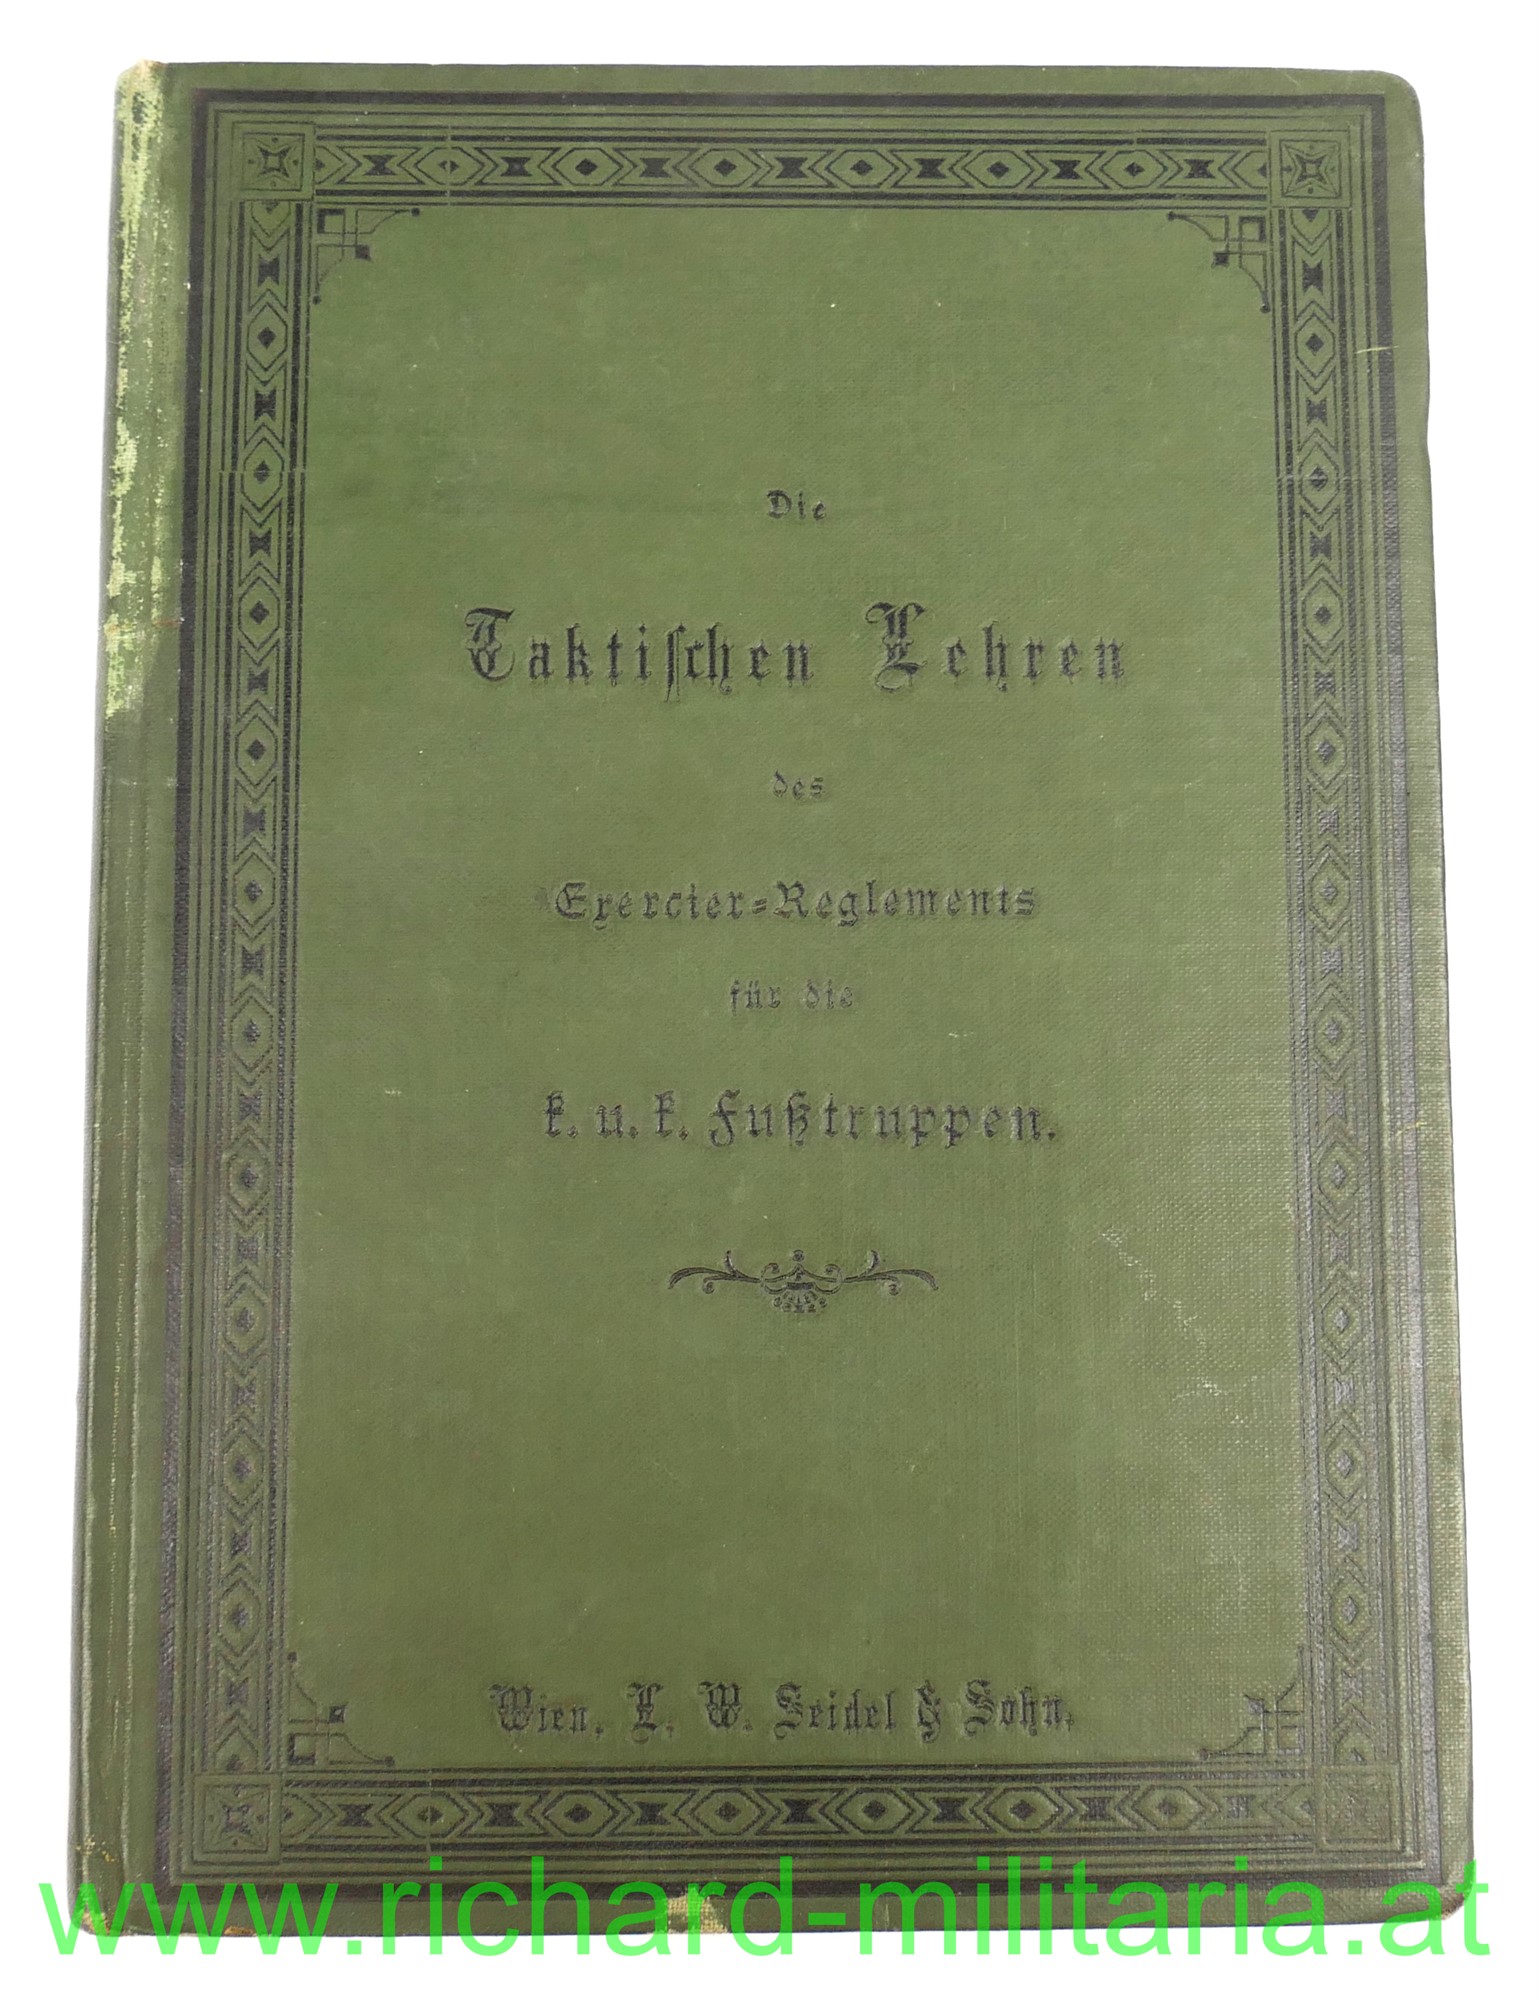 Die
Taktischen Lehren
des
Exercier-Reglements
für die
k. u. k. Fußtruppen.
Wien. L. W. Seidel & Sohn.
www.richard-militaria.at